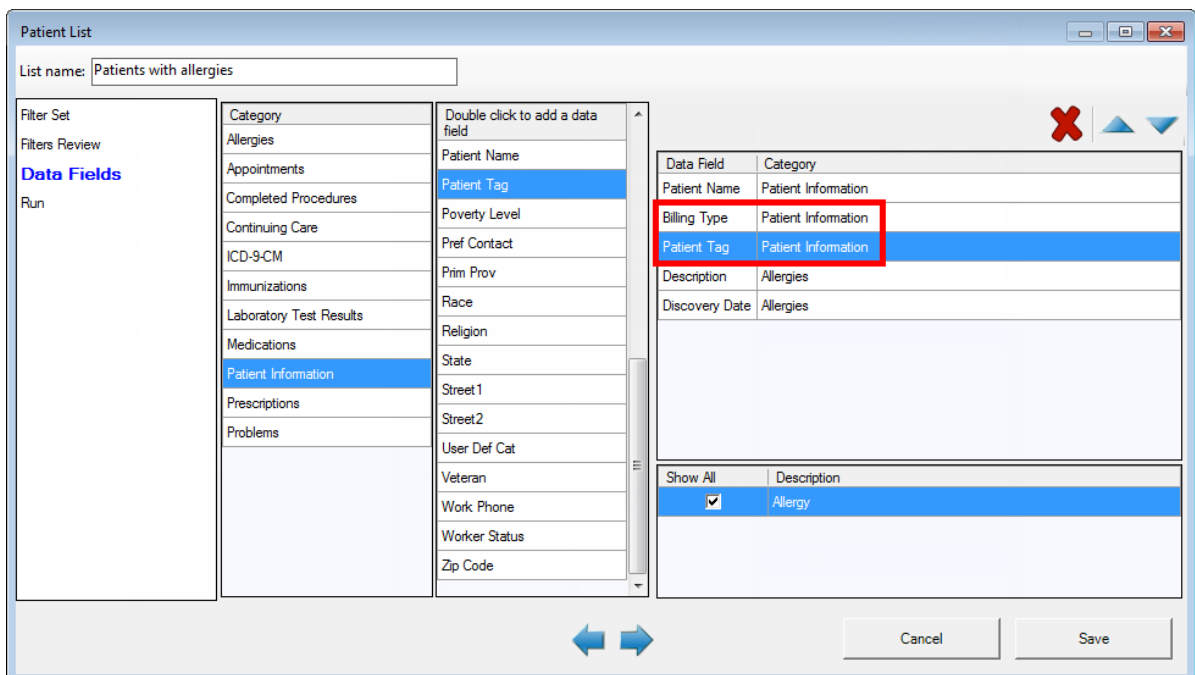 Patient List
List name: Patients with allergies
Filter Set
Filters Review
Data Fields
Run
Category
Allergies
Appointments
Completed Procedures
Continuing Care
ICD-9-CM
Immunizations
Laboratory Test Results
Medications
Patient Information
Prescriptions
Problems
Double click to add a data
field
Patient Name
Patient Tag
Poverty Level
Pref Contact
Prim Prov
Race
Religion
State
Street1
Street2
User Def Cat
Veteran
Work Phone
Worker Status
Zip Code
Data Field Category
Patient Name Patient Information
Billing Type Patient Information
Patient Tag Patient Information
Description Allergies
Discovery Date Allergies
Show All Description
Allergy
Cancel Save